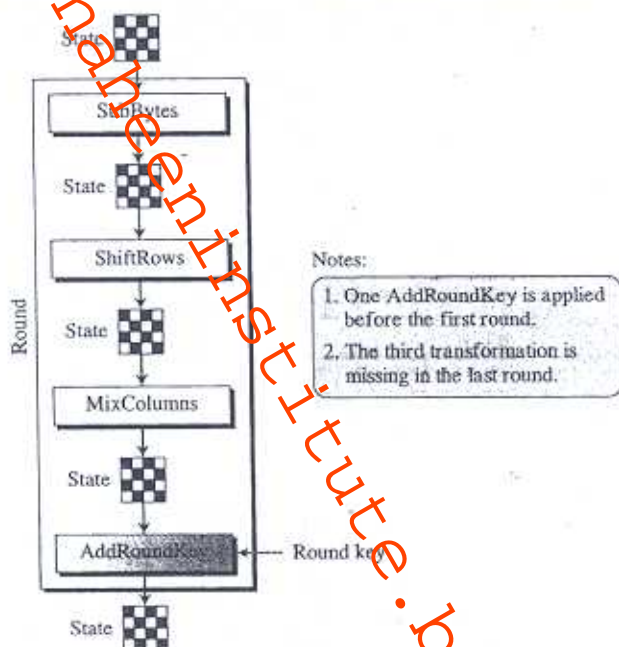 State
SubBytes
State
ShiftRows
State
MixColumns
State
AddRoundKey
Round key
State
Round
Notes:
1. One AddRoundKey is applied
before the first round.
2. The third transformation is
missing in the last round.
naheeninstitute.b